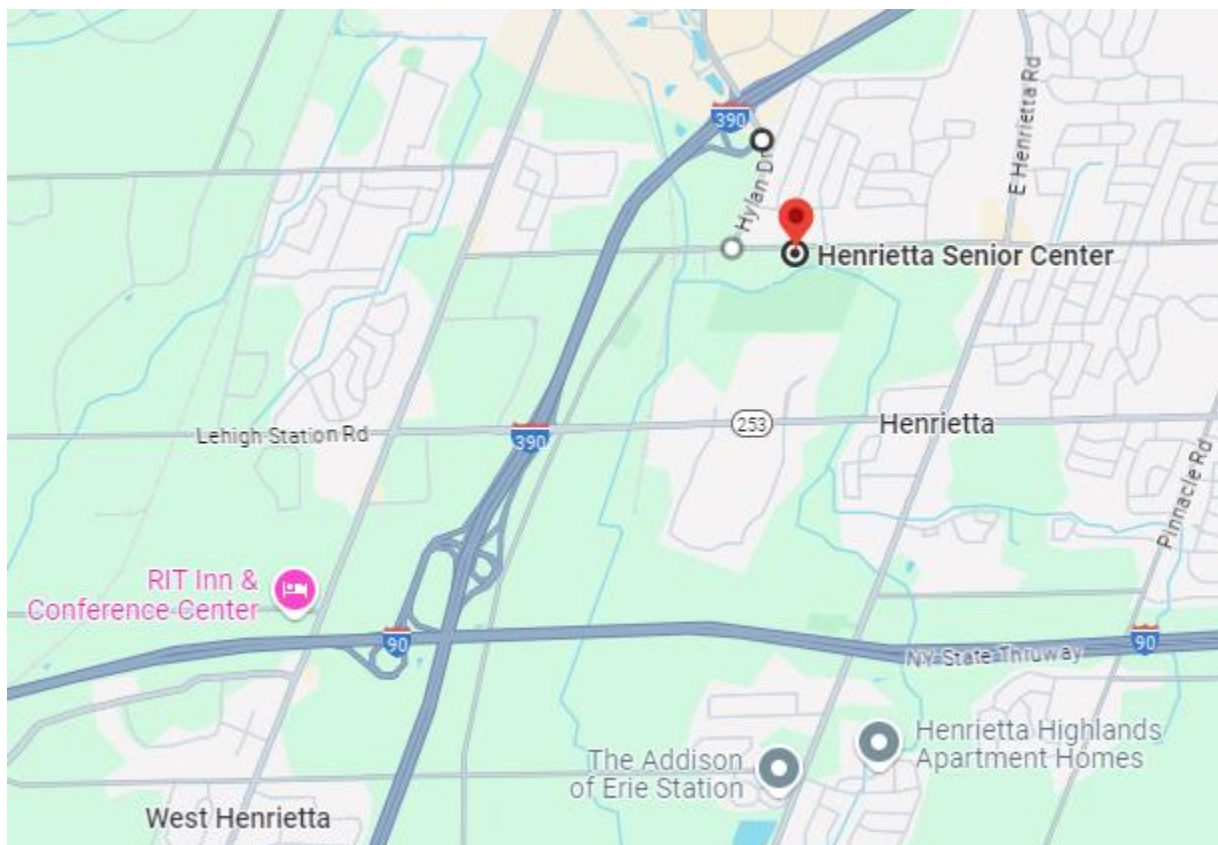 390
E Henrietta Rd
Hylan Dr
Henrietta Senior Center
Lehigh Station Rd
390
253
Henrietta
Pinnacle Rd
RIT Inn &
Conference Center
90
NY State Thruway
90
The Addison
of Erie Station
Henrietta Highlands
Apartment Homes
West Henrietta